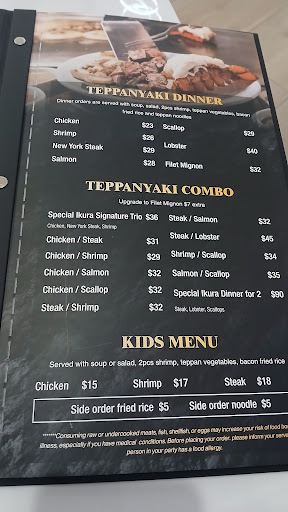 TEPPANYAKI DINNER
Dinner orders are served with soup, salad, 2pcs shrimp, teppan vegetables, bacon
fried rice and teppan noodles
Chicken $23
Shrimp $26
New York Steak $29
Salmon $28
Scallop $29
Lobster $40
Filet Mignon $32
TEPPANYAKI COMBO
Upgrade to Filet Mignon $7 extra
Special Ikura Signature Trio $36
Chicken, New York Steak, Shrimp
Chicken / Steak $31
Chicken / Shrimp $29
Chicken / Salmon $32
Chicken / Scallop $32
Steak / Shrimp $32
Steak / Salmon $32
Steak / Lobster $45
Shrimp / Scallop $34
Salmon / Scallop $35
Special Ikura Dinner for 2 $90
Steak, Lobster, Scallops
KIDS MENU
Served with soup or salad, 2pcs shrimp, teppan vegetables, bacon fried rice
Chicken $15 Shrimp $17 Steak $18
Side order fried rice $5 Side order noodle $5
*******Consuming raw or undercooked meats, fish, shellfish, or eggs may increase your risk of food bo
illness, especially if you have medical conditions. Before placing your order, please inform your serve
person in your party has a food allergy.